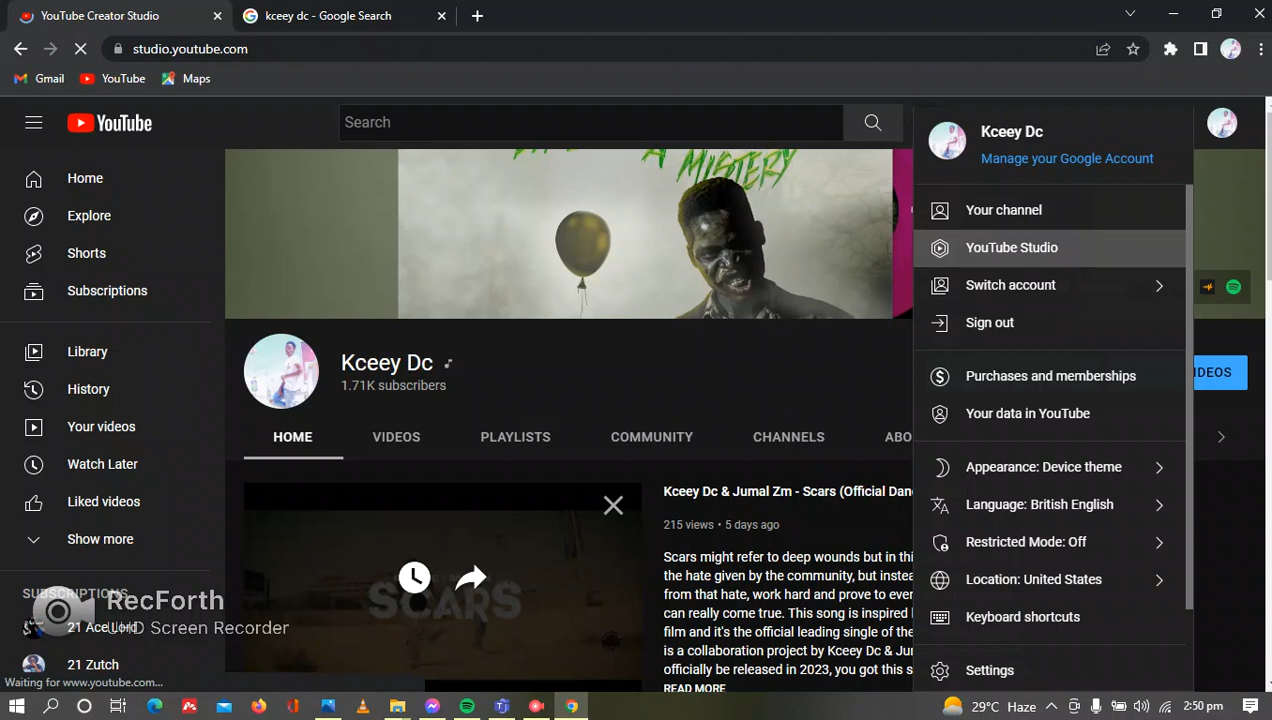 YouTube Creator Studio
kceey dc - Google Search
studio.youtube.com
Gmail
YouTube
Maps
YouTube
Search
A MISTERY
Kceey Dc
Manage your Google Account
Home
Explore
Shorts
Subscriptions
Library
History
Your videos
Watch Later
Liked videos
Show more
SUBSCRIPTIONS
21 Ace Lord
21 Zutch
Kceey Dc
1.71K subscribers
HOME
VIDEOS
PLAYLISTS
COMMUNITY
CHANNELS
ABO
SCARS
Kceey Dc & Jumal Zm - Scars (Official Dan
215 views • 5 days ago
Scars might refer to deep wounds but in thi
the hate given by the community, but instea
from that hate, work hard and prove to ever
can really come true. This song is inspired
film and it's the official leading single of the
is a collaboration project by Kceey Dc & Ju
officially be released in 2023, you got this s
READ MORE
Your channel
YouTube Studio
Switch account
Sign out
Purchases and memberships
Your data in YouTube
Appearance: Device theme
Language: British English
Restricted Mode: Off
Location: United States
Keyboard shortcuts
Settings
IDEOS
RecForth
Screen Recorder
Waiting for www.youtube.com...
29°C Haze
2:50 pm